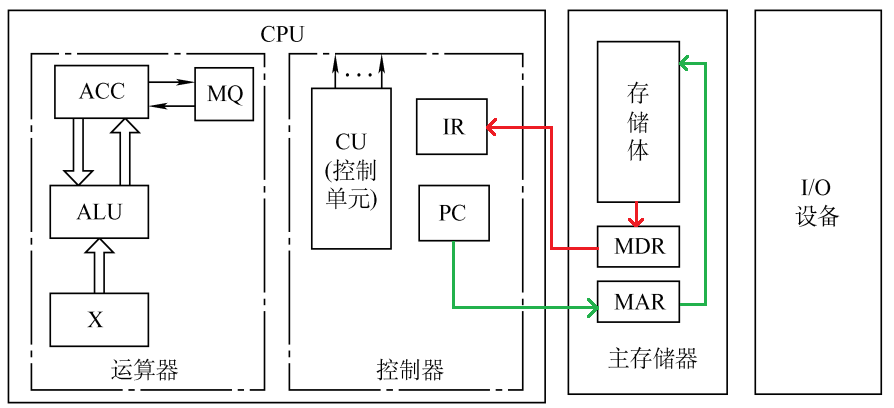 CPU
ACC
MQ
ALU
X
运算器
…
CU
(控制
单元)
IR
PC
控制器
存
储
体
MDR
MAR
主存储器
I/O
设备